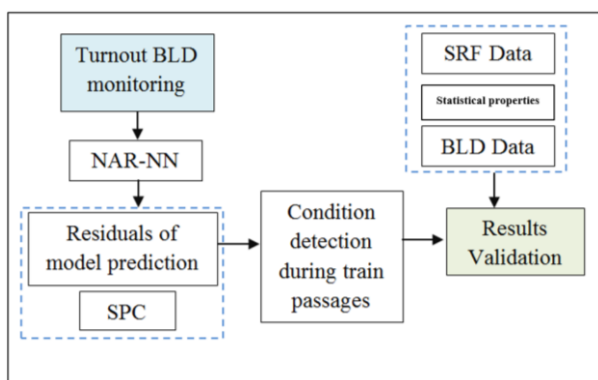 Turnout BLD
monitoring
NAR-NN
Residuals of
model prediction
SPC
Condition
detection
during train
passages
SRF Data
Statistical properties
BLD Data
Results
Validation